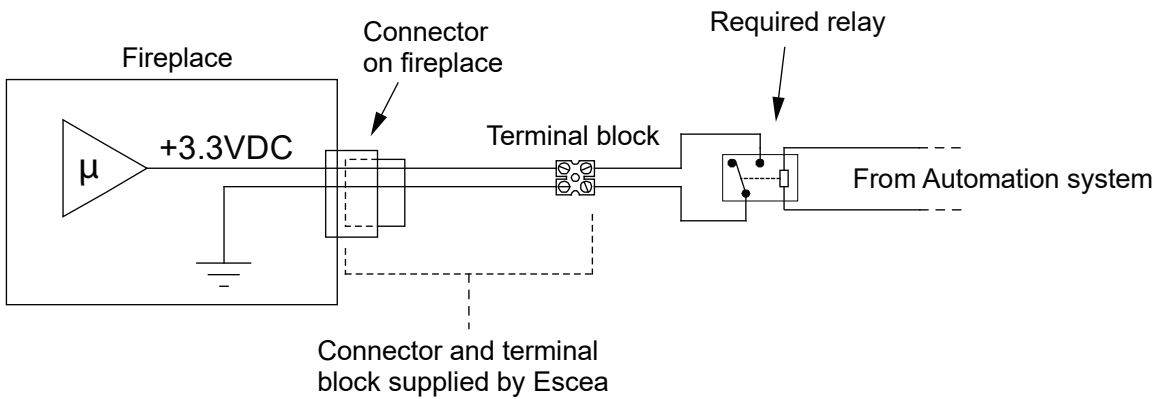 Required relay
Connector
on fireplace
Fireplace
Terminal block
+3.3VDC
µ
From Automation system
Connector and terminal
block supplied by Escea